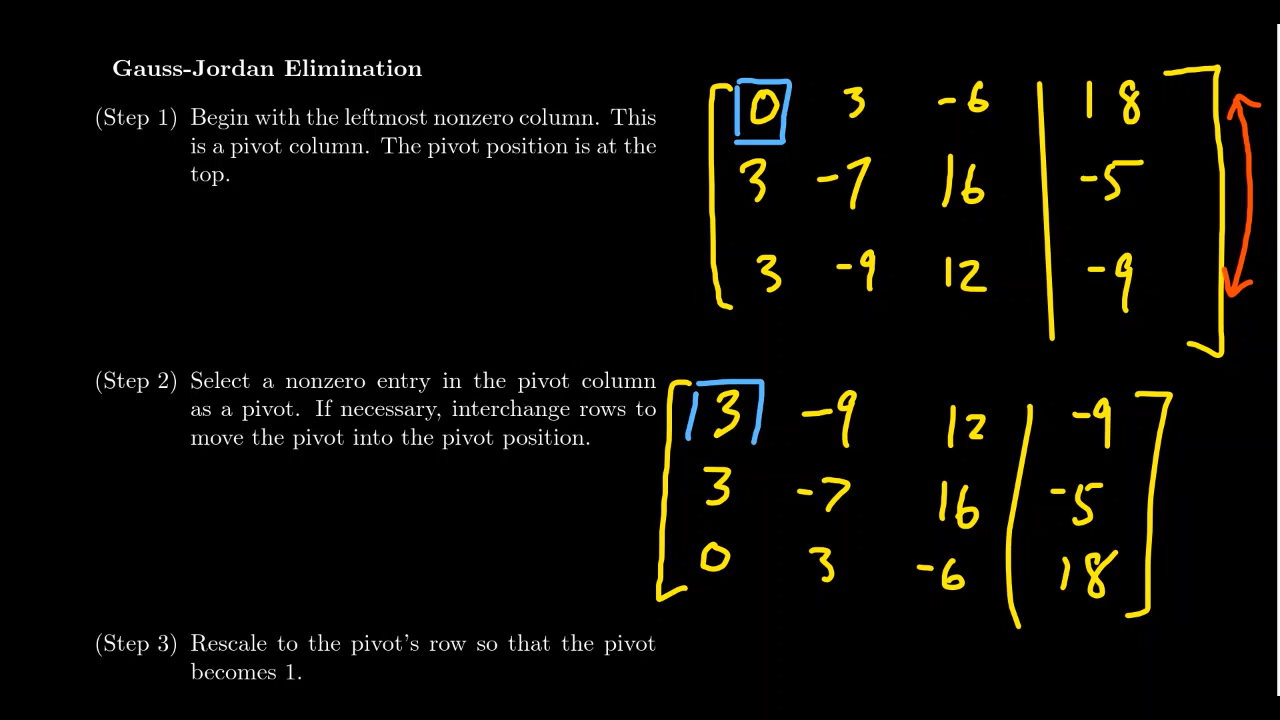 Gauss-Jordan Elimination
(Step 1) Begin with the leftmost nonzero column. This
is a pivot column. The pivot position is at the
top.
0 3 -6 | 18
3 -7 16 | -5
3 -9 12 | -9
(Step 2) Select a nonzero entry in the pivot column
as a pivot. If necessary, interchange rows to
move the pivot into the pivot position.
3 -9 12 | -9
3 -7 16 | -5
0 3 -6 | 18
(Step 3) Rescale to the pivot's row so that the pivot
becomes 1.